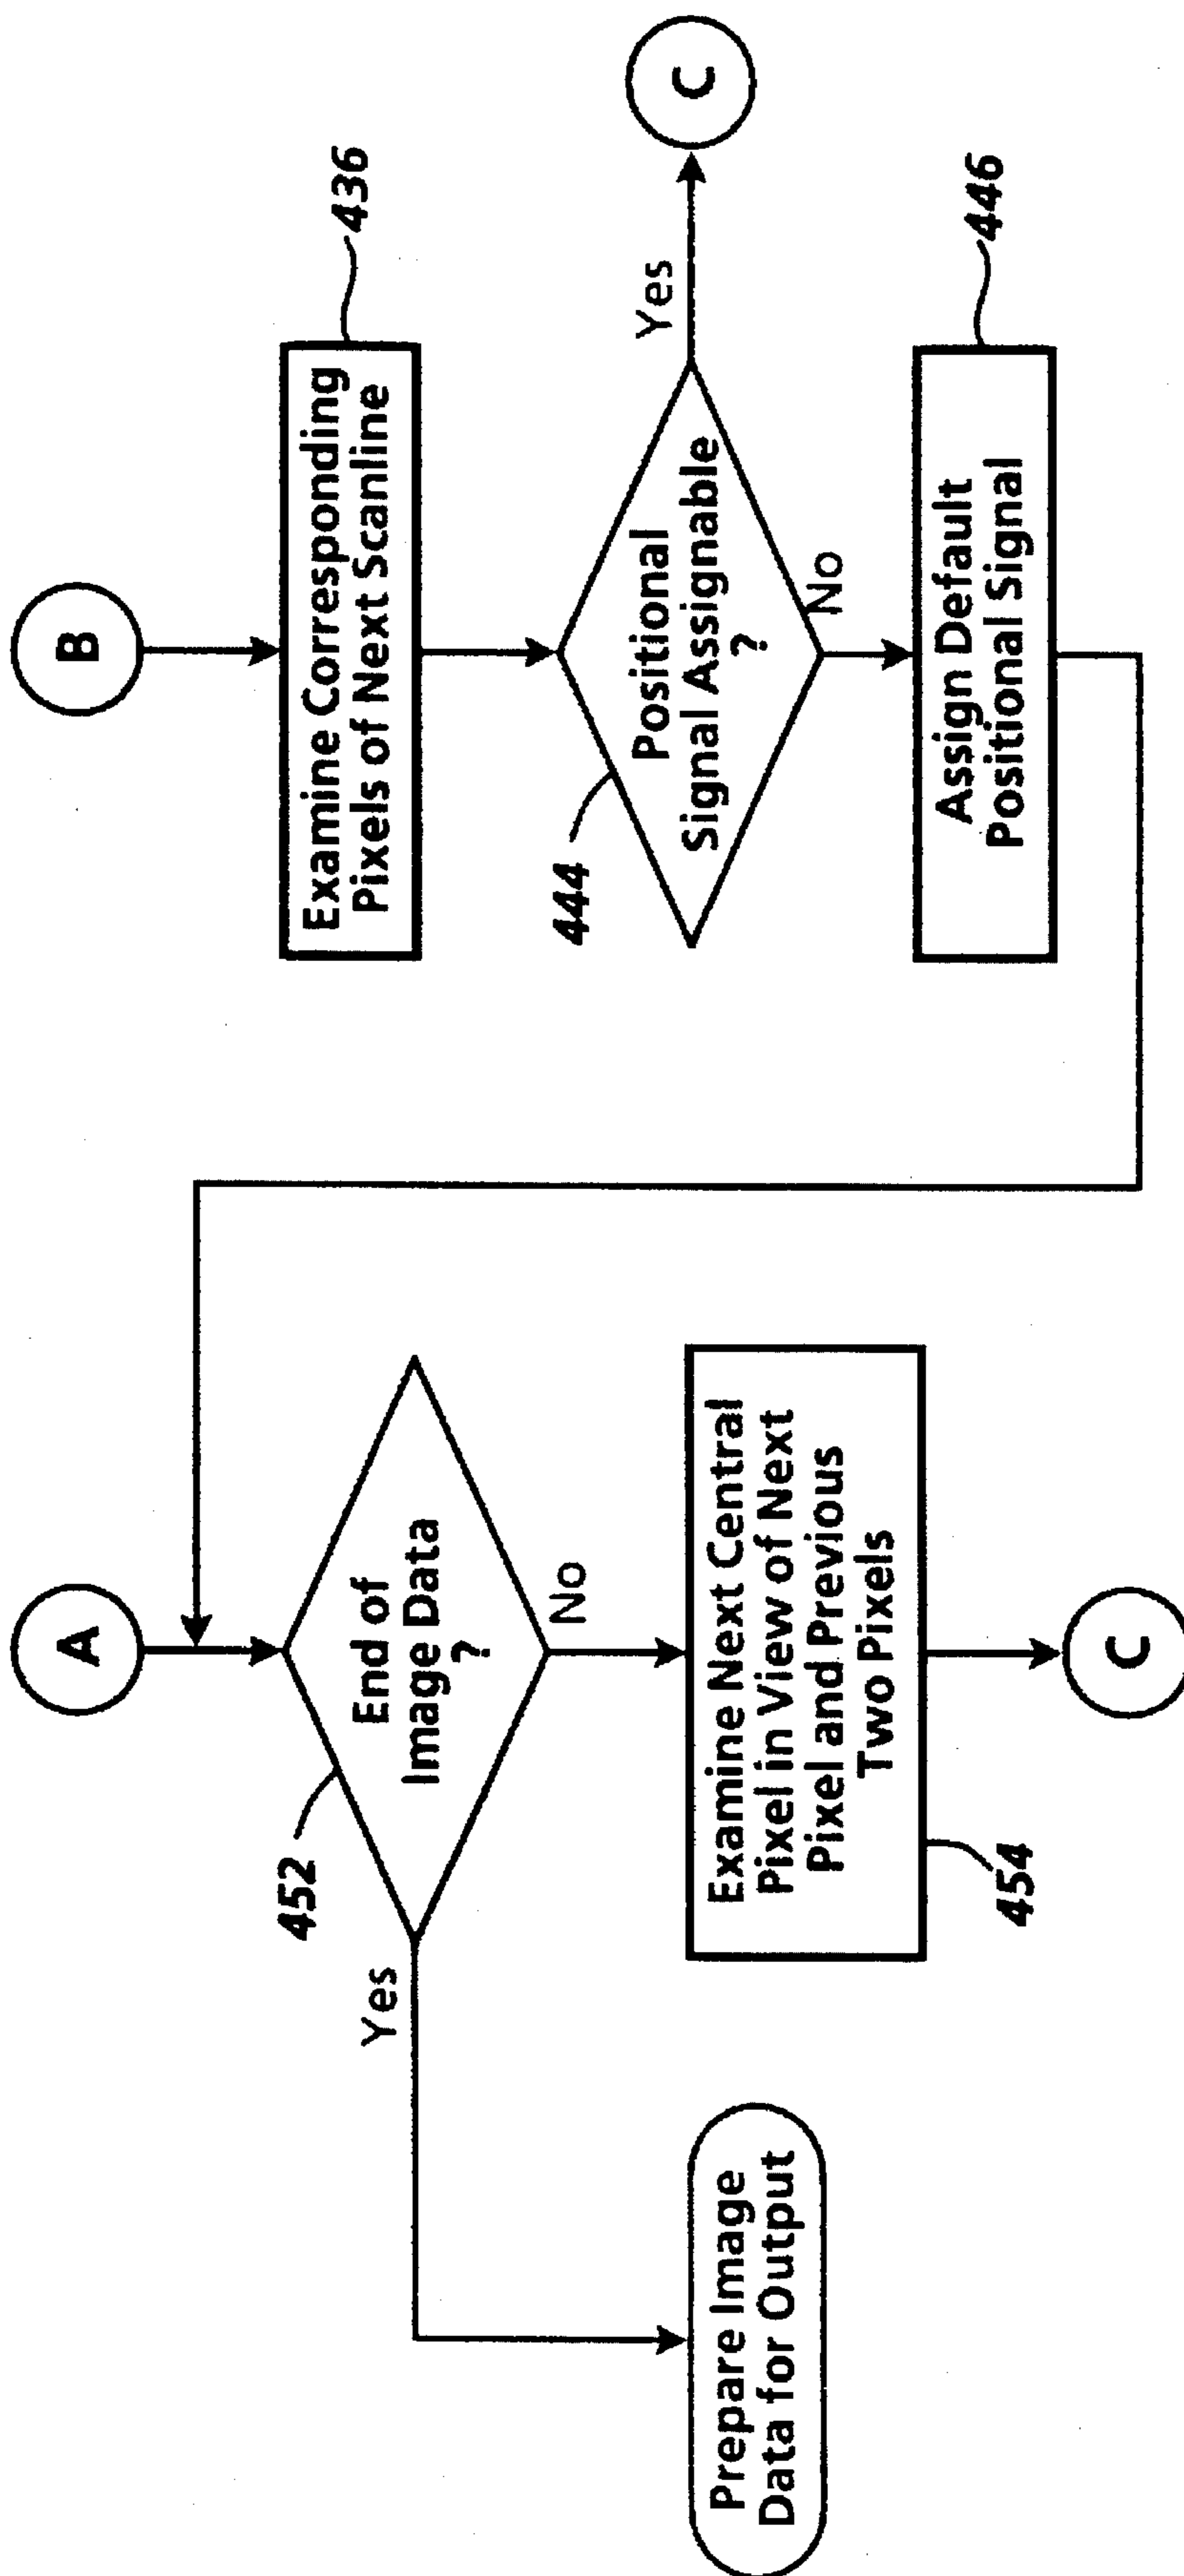 A
452
End of
Image Data
?
Yes
No
Prepare Image
Data for Output
Examine Next Central
Pixel in View of Next
Pixel and Previous
Two Pixels
454
C
B
Examine Corresponding
Pixels of Next Scanline
436
444
Positional
Signal Assignable
?
Yes
C
No
Assign Default
Positional Signal
446